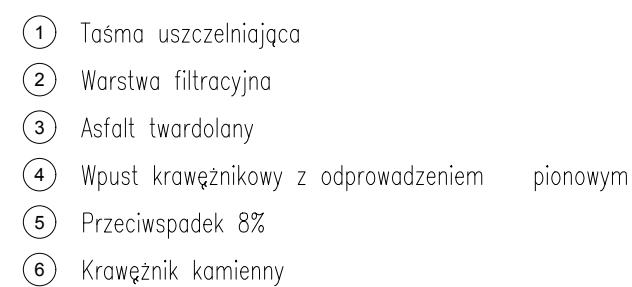 1 Taśma uszczelniająca
2 Warstwa filtracyjna
3 Asfalt twardolany
4 Wpust krawężnikowy z odprowadzeniem pionowym
5 Przeciwspadek 8%
6 Krawężnik kamienny